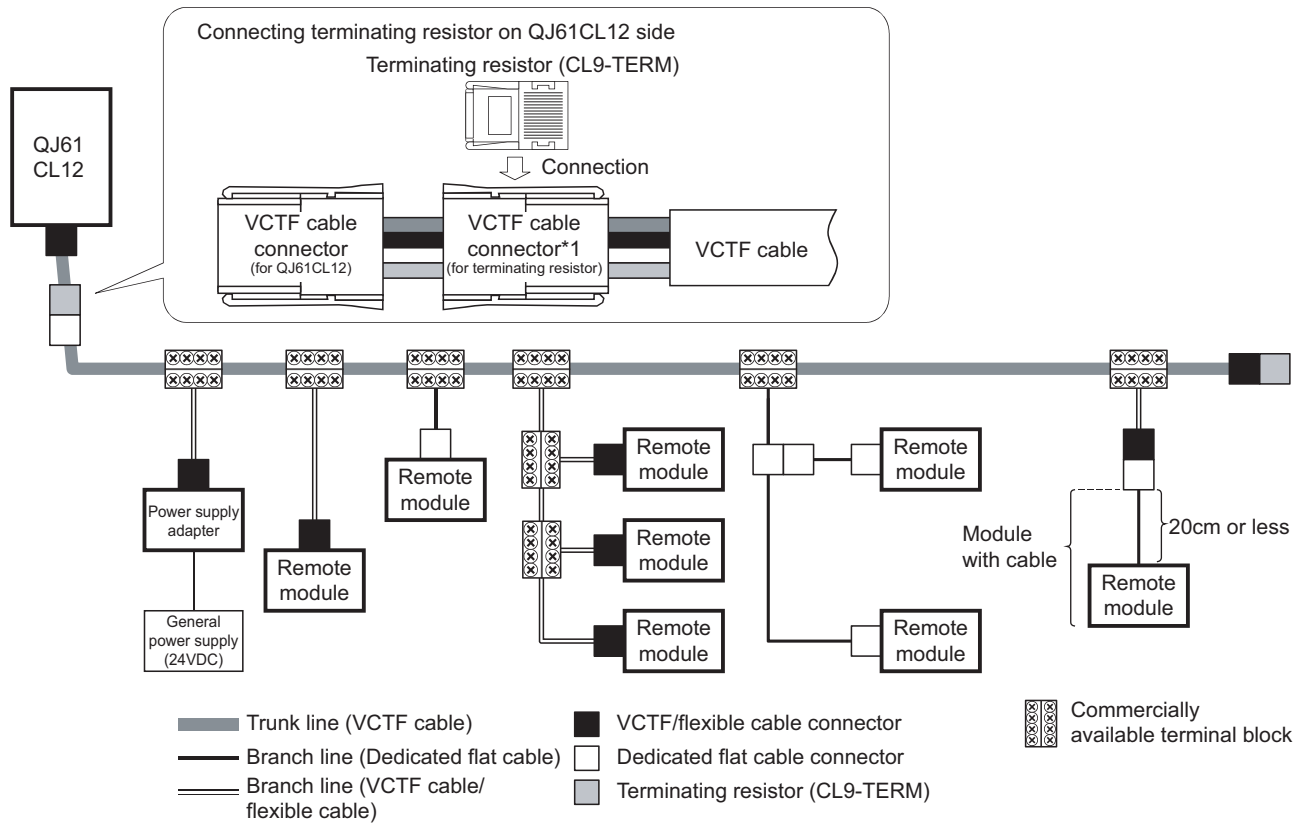 Connecting terminating resistor on QJ61CL12 side
Terminating resistor (CL9-TERM)
Connection
QJ61
CL12
VCTF cable
connector
(for QJ61CL12)
VCTF cable
connector*1
(for terminating resistor)
VCTF cable
Power supply
adapter
General
power supply
(24VDC)
Remote
module
Remote
module
Remote
module
Remote
module
Remote
module
Remote
module
Remote
module
Module
with cable
20cm or less
Remote
module
Trunk line (VCTF cable)
Branch line (Dedicated flat cable)
Branch line (VCTF cable/
flexible cable)
VCTF/flexible cable connector
Dedicated flat cable connector
Terminating resistor (CL9-TERM)
Commercially
available terminal block